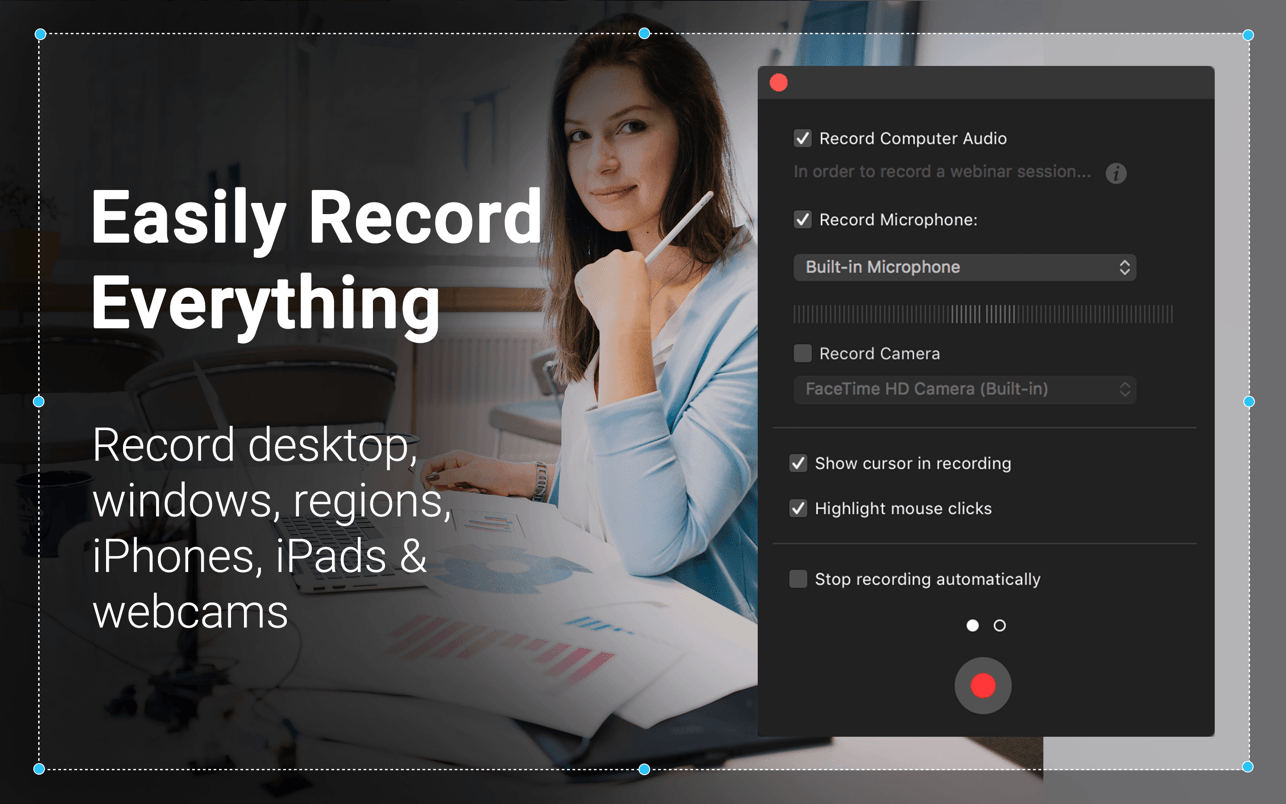 Easily Record
Everything
Record desktop,
windows, regions,
iPhones, iPads &
webcams
Record Computer Audio
In order to record a webinar session...
i
Record Microphone:
Built-in Microphone
Record Camera
FaceTime HD Camera (Built-in)
Show cursor in recording
Highlight mouse clicks
Stop recording automatically